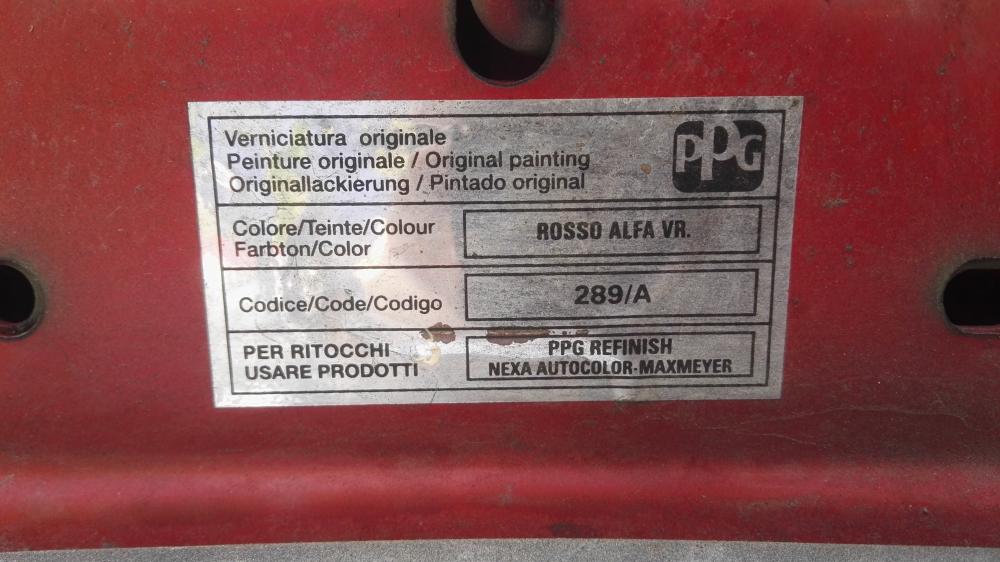 Verniciatura originale
Peinture originale / Original painting
Originallackierung / Pintado original
PPG
Colore/Teinte/Colour
Farbton/Color
ROSSO ALFA VR.
Codice/Code/Codigo
289/A
PER RITOCCHI
USARE PRODOTTI
PPG REFINISH
NEXA AUTOCOLOR-MAXMEYER